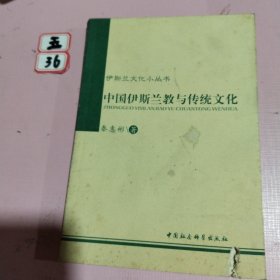 五
36
伊斯兰文化小丛书
中国伊斯兰教与传统文化
ZHONGGUO YISILAN JIAO YU CHUANTONG WENHUA
秦惠彬 著
中国社会科学出版社